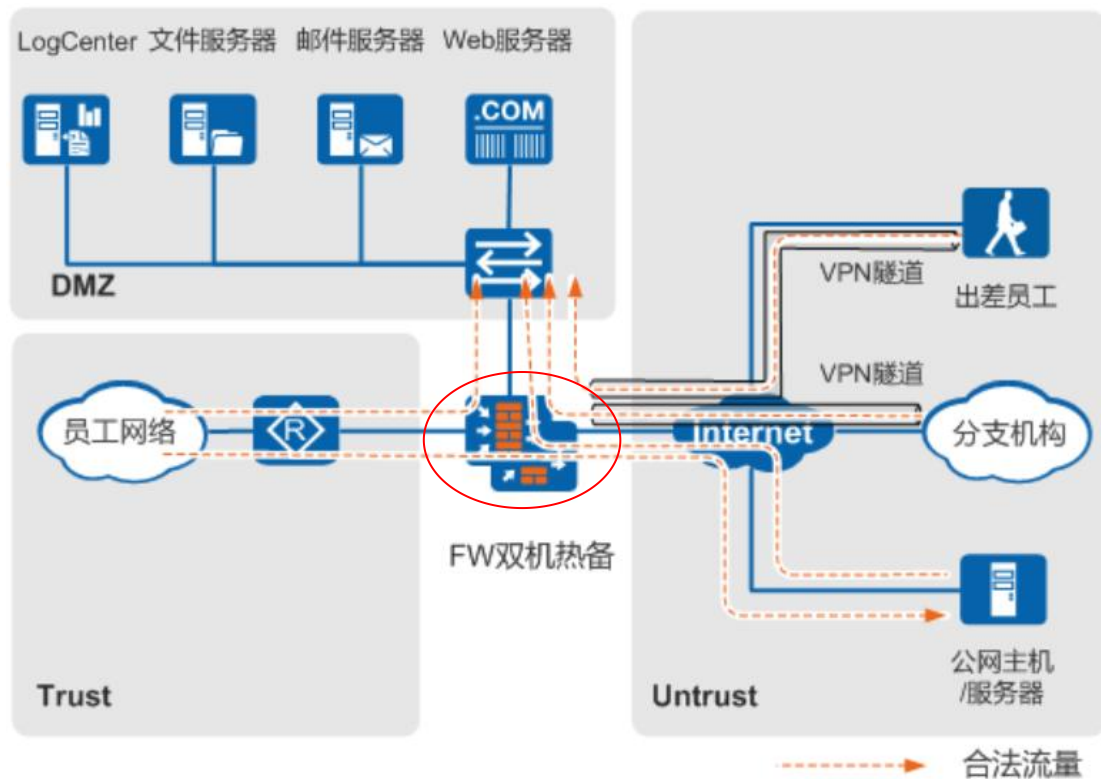 LogCenter 文件服务器 邮件服务器 Web服务器
.COM
DMZ
VPN隧道
出差员工
VPN隧道
员工网络
R
Internet
分支机构
FW双机热备
公网主机
/服务器
Trust
Untrust
合法流量